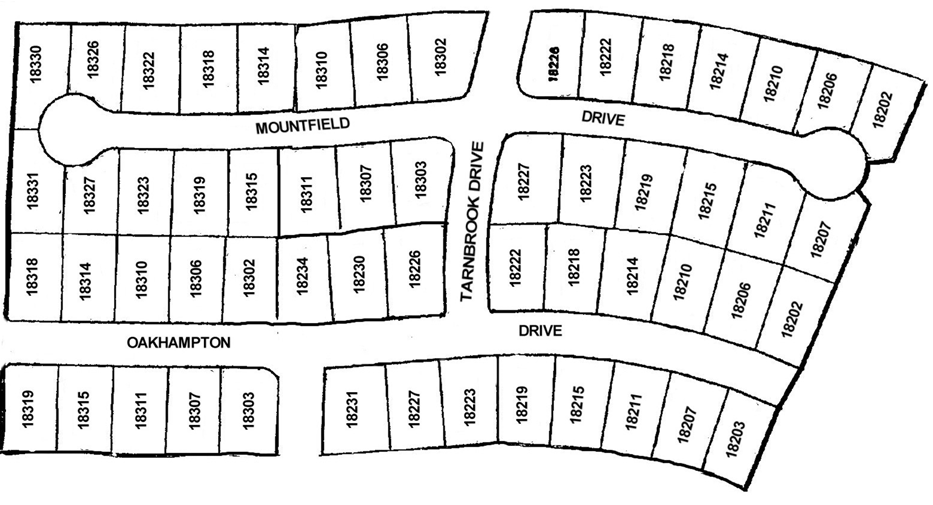 18330 18326 18322 18318 18314 18310 18306 18302 18226 18222 18218 18214 18210 18206 18202
MOUNTFIELD DRIVE
18331 18327 18323 18319 18315 18311 18307 18303 18227 18223 18219 18215 18211 18207
TARNBROOK DRIVE
18318 18314 18310 18306 18302 18234 18230 18226 18222 18218 18214 18210 18206 18202
OAKHAMPTON DRIVE
18319 18315 18311 18307 18303 18231 18227 18223 18219 18215 18211 18207 18203